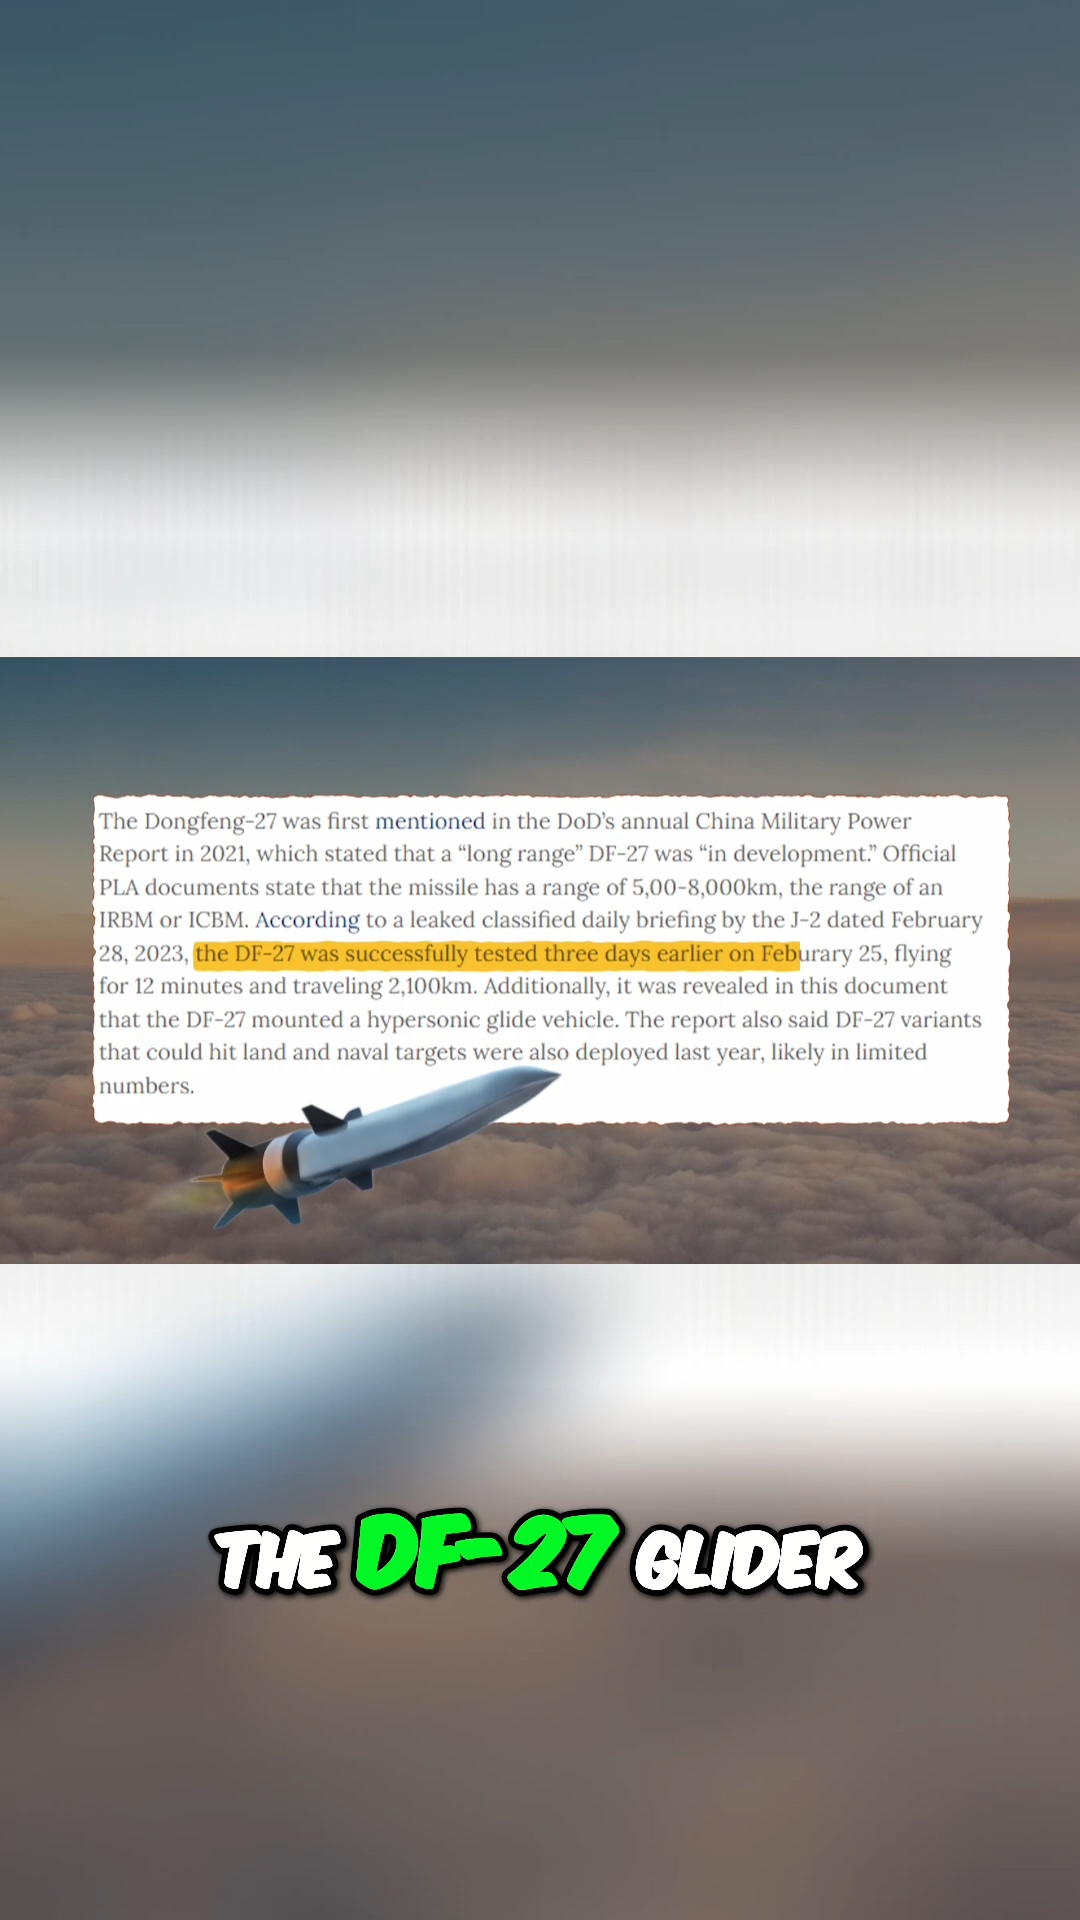 The Dongfeng-27 was first mentioned in the DoD's annual China Military Power
Report in 2021, which stated that a “long range” DF-27 was “in development.” Official
PLA documents state that the missile has a range of 5,00-8,000km, the range of an
IRBM or ICBM. According to a leaked classified daily briefing by the J-2 dated February
28, 2023, the DF-27 was successfully tested three days earlier on Feburary 25, flying
for 12 minutes and traveling 2,100km. Additionally, it was revealed in this document
that the DF-27 mounted a hypersonic glide vehicle. The report also said DF-27 variants
that could hit land and naval targets were also deployed last year, likely in limited
numbers.
THE DF-27 GLIDER